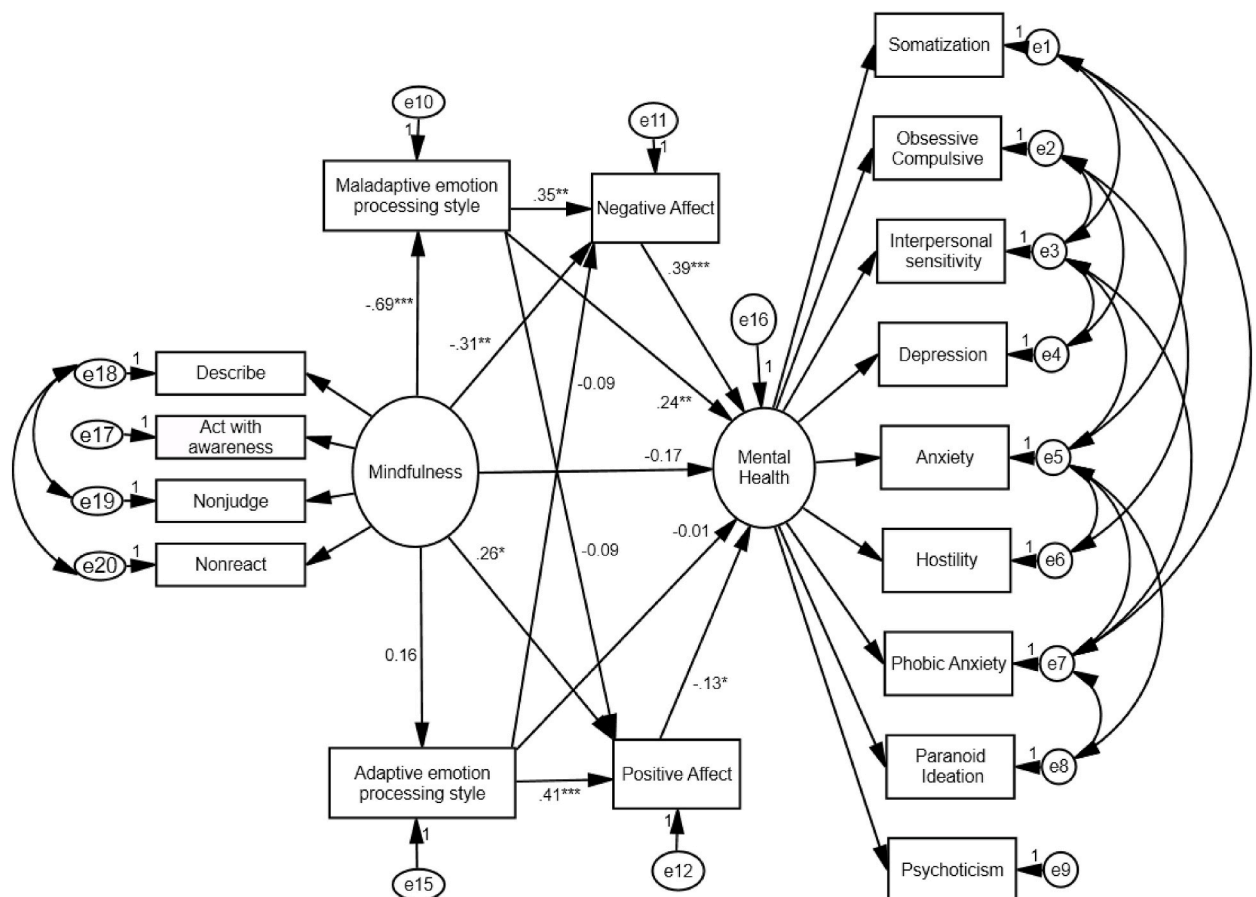 Somatization
1
e1
e10
1
e11
1
Obsessive
Compulsive
1
e2
Maladaptive emotion
processing style
.35**
Negative Affect
Interpersonal
sensitivity
1
e3
.39***
-.69***
e16
1
-.31**
Depression
1
e4
e18
1
Describe
-0.09
.24**
e17
1
Act with
awareness
Mindfulness
-0.17
Mental
Health
Anxiety
1
e5
e19
1
Nonjudge
-0.01
.26*
-0.09
e20
1
Nonreact
Hostility
1
e6
0.16
Phobic Anxiety
1
e7
-.13*
Adaptive emotion
processing style
.41***
Positive Affect
Paranoid
Ideation
1
e8
1
e15
1
e12
Psychoticism
1
e9